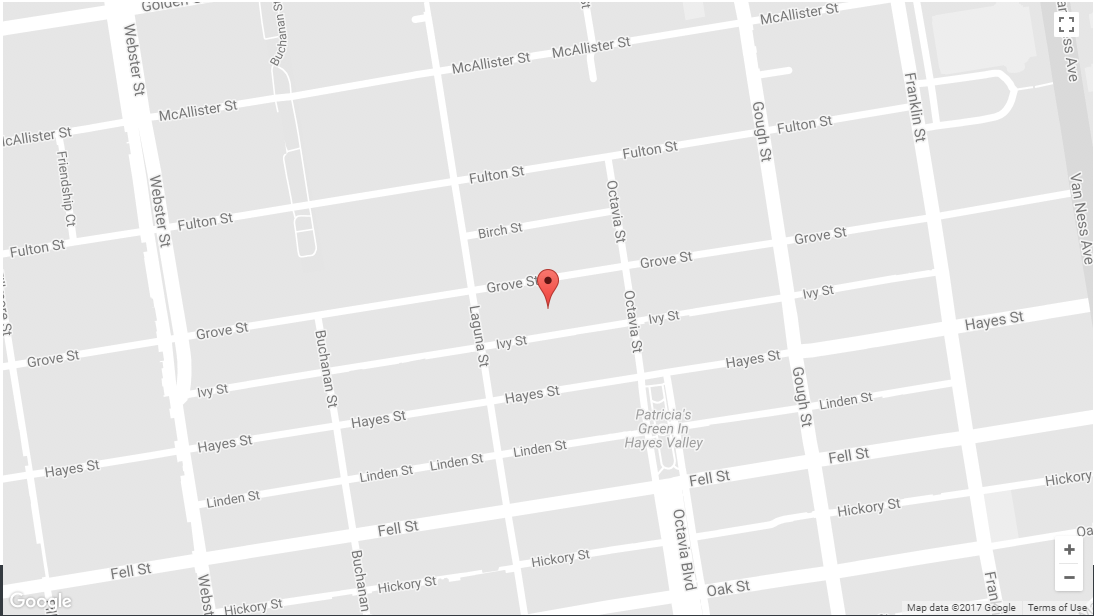 Golden
McAllister St
Webster St
Buchanan St
McAllister St
McAllister St
McAllister St
Friendship Ct
Webster St
Fulton St
Fulton St
Fulton St
Fulton St
Fulton St
Gough St
Franklin St
Van Ness Ave
Octavia St
Birch St
Grove St
Grove St
Grove St
Grove St
Grove St
Laguna St
Octavia St
Ivy St
Ivy St
Ivy St
Ivy St
Buchanan St
Hayes St
Hayes St
Hayes St
Hayes St
Hayes St
Hayes St
Gough St
Linden St
Patricia's
Green In
Hayes Valley
Linden St
Linden St
Linden St
Linden St
Fell St
Fell St
Fell St
Fell St
Hickory St
Hickory
Hickory St
Hickory St
Hickory St
Buchanan
Octavia Blvd
Oak St
Google
+
−
Map data ©2017 Google
Terms of Use